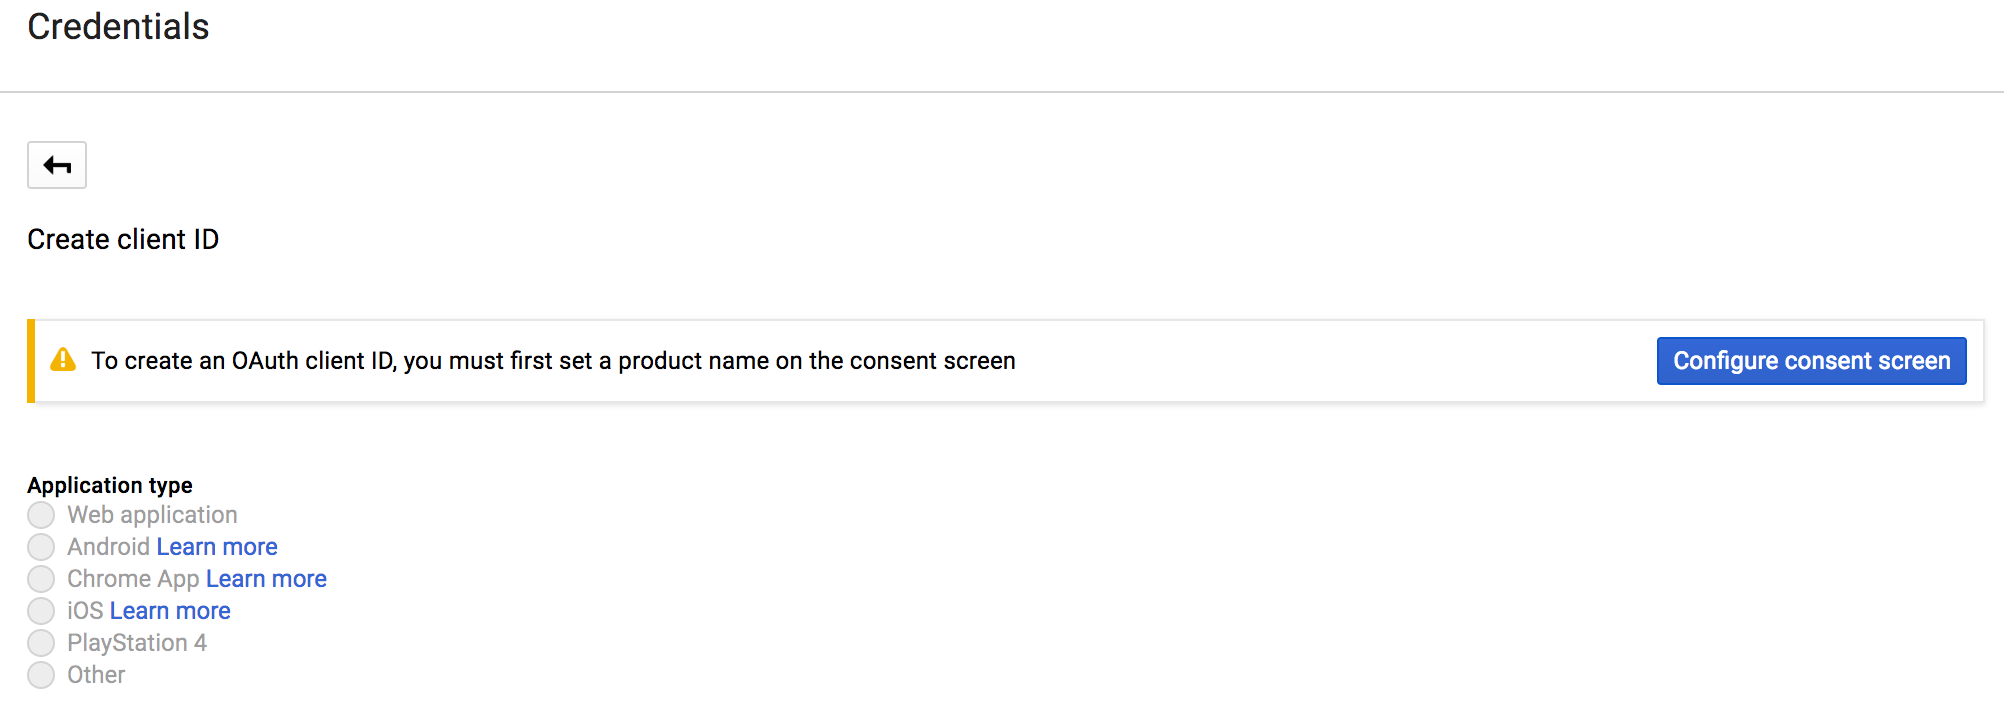 Credentials
Create client ID
To create an OAuth client ID, you must first set a product name on the consent screen
Configure consent screen
Application type
Web application
Android Learn more
Chrome App Learn more
iOS Learn more
PlayStation 4
Other